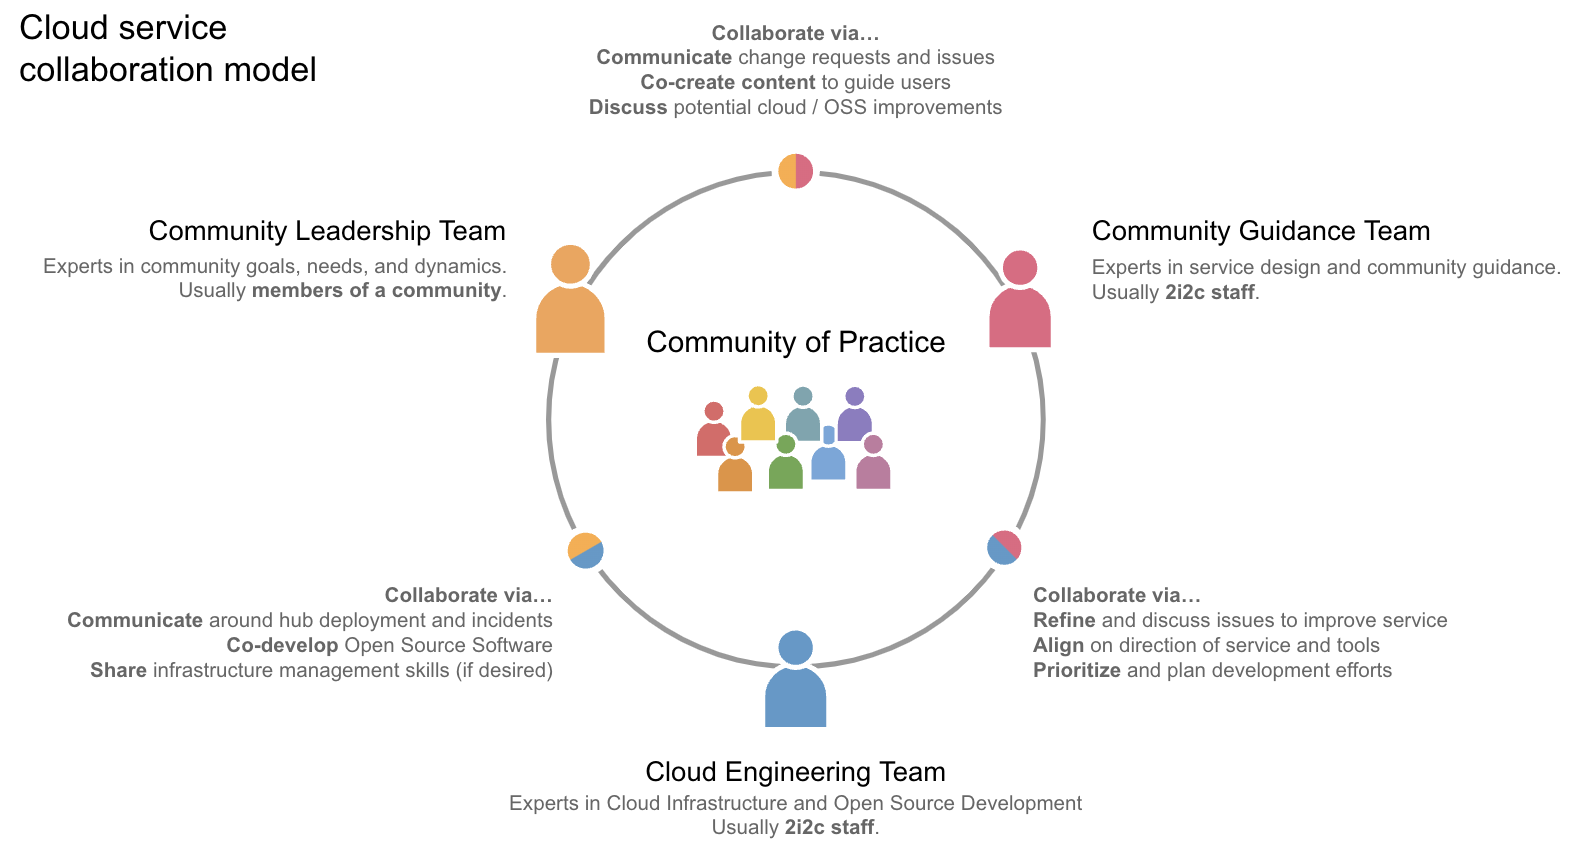 Cloud service
collaboration model
Collaborate via…
Communicate change requests and issues
Co-create content to guide users
Discuss potential cloud / OSS improvements
Community Leadership Team
Experts in community goals, needs, and dynamics.
Usually members of a community.
Community Guidance Team
Experts in service design and community guidance.
Usually 2i2c staff.
Community of Practice
Collaborate via…
Communicate around hub deployment and incidents
Co-develop Open Source Software
Share infrastructure management skills (if desired)
Collaborate via…
Refine and discuss issues to improve service
Align on direction of service and tools
Prioritize and plan development efforts
Cloud Engineering Team
Experts in Cloud Infrastructure and Open Source Development
Usually 2i2c staff.